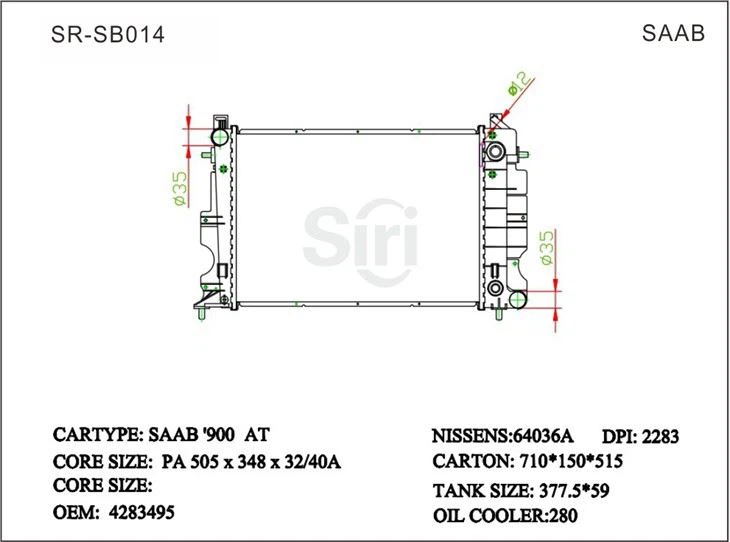 SR-SB014
SAAB
ø12
ø35
ø35
Siri
CARTYPE: SAAB '900 AT
CORE SIZE: PA 505 x 348 x 32/40A
CORE SIZE:
OEM: 4283495
NISSENS:64036A DPI: 2283
CARTON: 710*150*515
TANK SIZE: 377.5*59
OIL COOLER:280